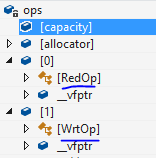 ops
[capacity]
[allocator]
[0]
[RedOp]
__vfptr
[1]
[WrtOp]
__vfptr